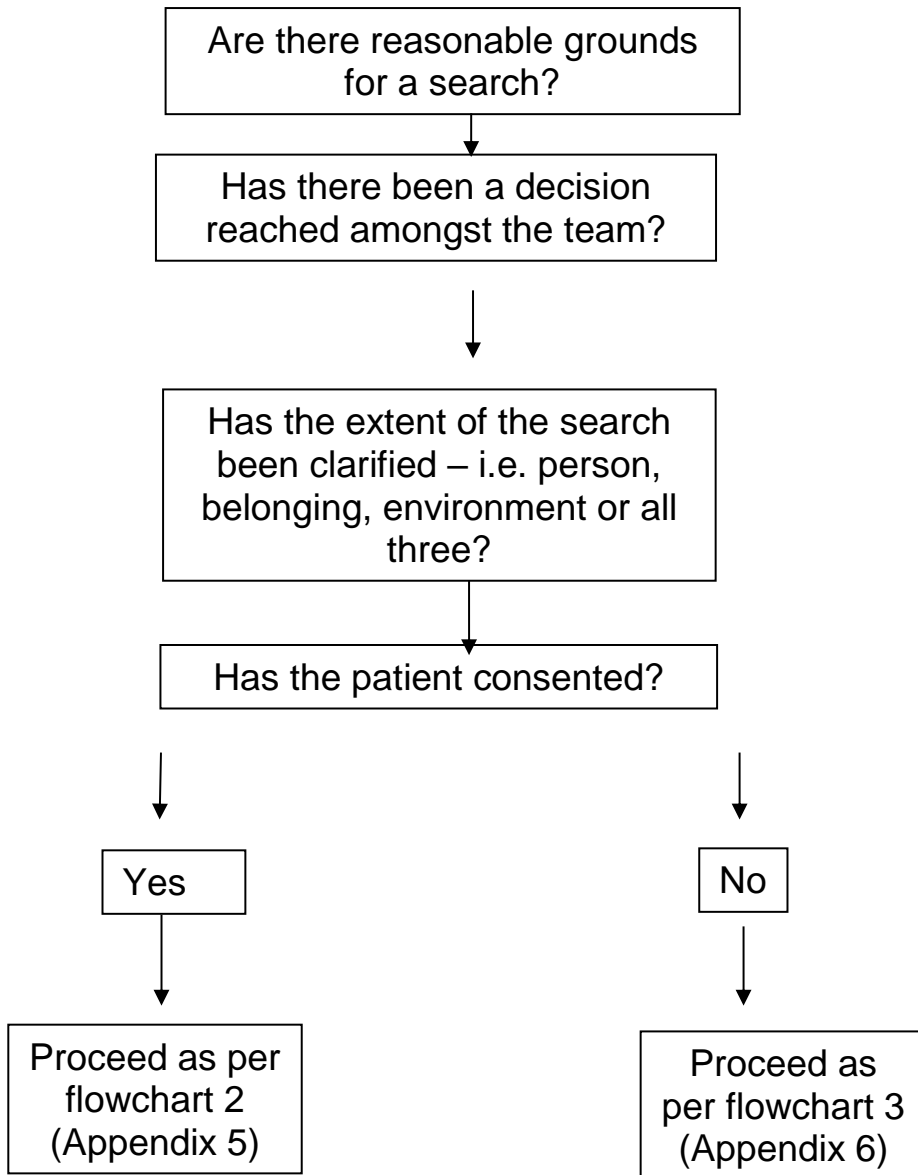 Are there reasonable grounds
for a search?
Has there been a decision
reached amongst the team?
Has the extent of the search
been clarified – i.e. person,
belonging, environment or all
three?
Has the patient consented?
Yes
No
Proceed as per
flowchart 2
(Appendix 5)
Proceed as
per flowchart 3
(Appendix 6)